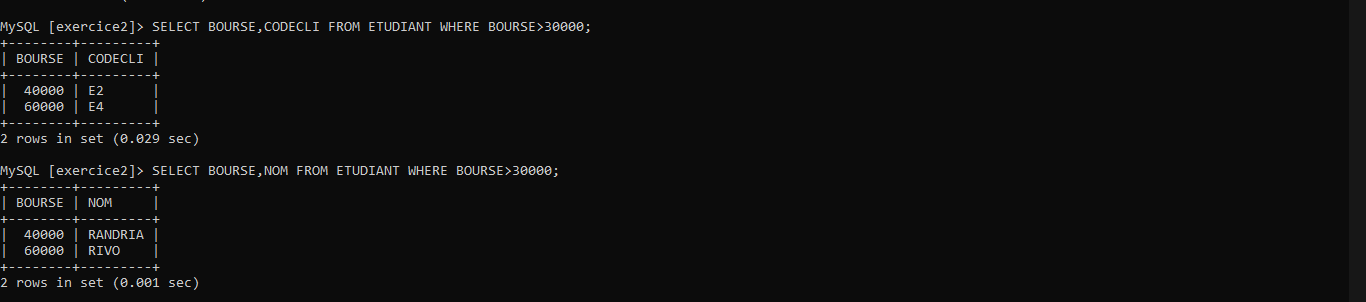 MySQL [exercice2]> SELECT BOURSE,CODECLI FROM ETUDIANT WHERE BOURSE>30000;
+--------+---------+
| BOURSE | CODECLI |
+--------+---------+
|  40000 | E2      |
|  60000 | E4      |
+--------+---------+
2 rows in set (0.029 sec)
MySQL [exercice2]> SELECT BOURSE,NOM FROM ETUDIANT WHERE BOURSE>30000;
+--------+---------+
| BOURSE | NOM     |
+--------+---------+
|  40000 | RANDRIA |
|  60000 | RIVO    |
+--------+---------+
2 rows in set (0.001 sec)